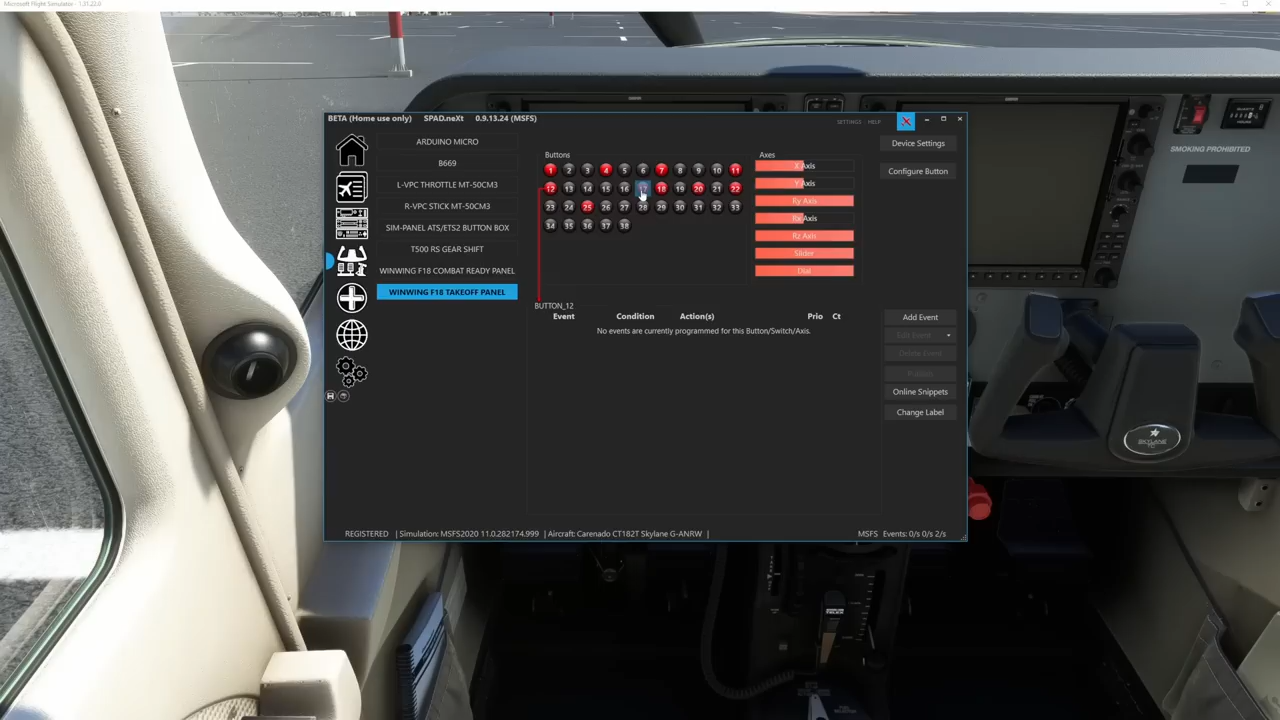 Microsoft Flight Simulator - 1.31.22.0
BETA (Home use only) SPAD.neXt 0.9.13.24 (MSFS)
SETTINGS HELP
ARDUINO MICRO
B669
L-VPC THROTTLE MT-50CM3
R-VPC STICK MT-50CM3
SIM-PANEL ATS/ETS2 BUTTON BOX
T500 RS GEAR SHIFT
WINWING F18 COMBAT READY PANEL
WINWING F18 TAKEOFF PANEL
Buttons
1 2 3 4 5 6 7 8 9 10 11
12 13 14 15 16 17 18 19 20 21 22
23 24 25 26 27 28 29 30 31 32 33
34 35 36 37 38
Axes
X Axis
Y Axis
Ry Axis
Rx Axis
Rz Axis
Slider
Dial
Device Settings
Configure Button
BUTTON_12
Event Condition Action(s) Prio Ct
No events are currently programmed for this Button/Switch/Axis.
Add Event
Edit Event
Delete Event
Publish
Online Snippets
Change Label
REGISTERED | Simulation: MSFS2020 11.0.282174.999 | Aircraft: Carenado CT182T Skylane G-ANRW |
MSFS Events: 0/s 0/s 2/s
SMOKING PROHIBITED
SKYLANE